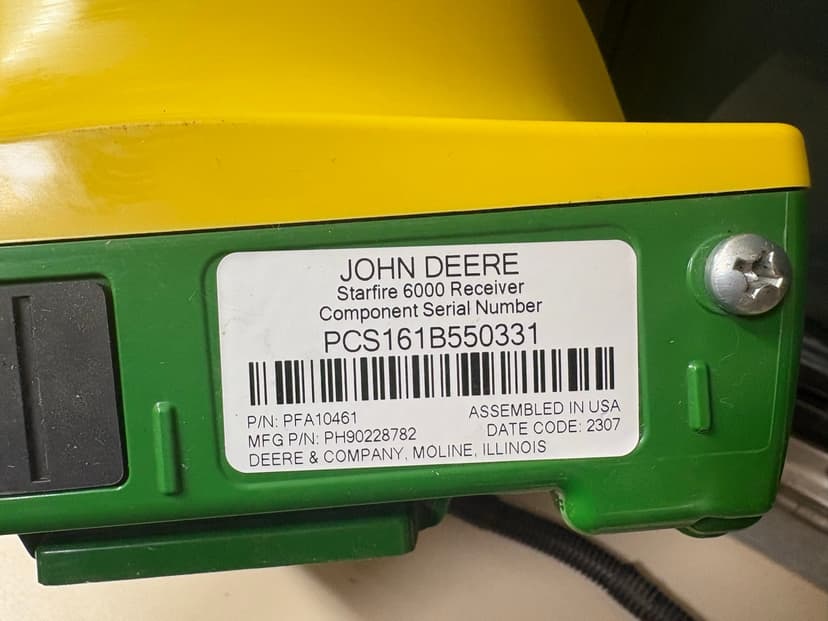 JOHN DEERE
Starfire 6000 Receiver
Component Serial Number
PCS161B550331
P/N: PFA10461
ASSEMBLED IN USA
MFG P/N: PH90228782
DATE CODE: 2307
DEERE & COMPANY, MOLINE, ILLINOIS